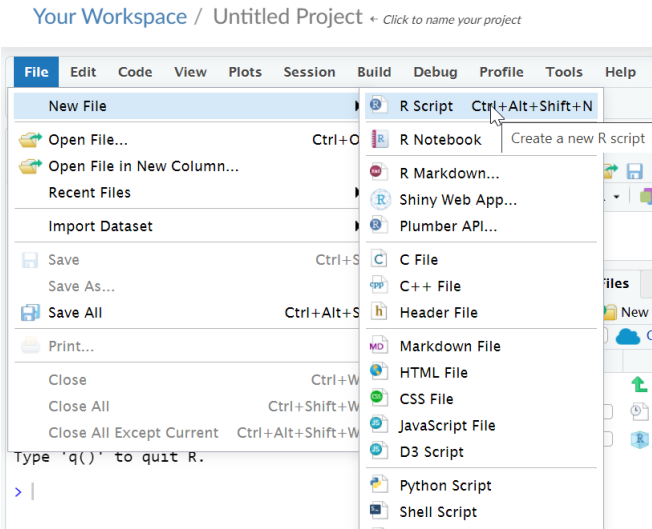 Your Workspace / Untitled Project ← Click to name your project
File Edit Code View Plots Session Build Debug Profile Tools Help
New File
Open File... Ctrl+O
Open File in New Column...
Recent Files
Import Dataset
Save Ctrl+S
Save As...
Save All Ctrl+Alt+S
Print...
Close Ctrl+W
Close All Ctrl+Shift+W
Close All Except Current Ctrl+Alt+Shift+W
R Script Ctrl+Alt+Shift+N
R Notebook
Create a new R script
R Markdown...
Shiny Web App...
Plumber API...
C File
C++ File
Header File
Markdown File
HTML File
CSS File
JavaScript File
D3 Script
Python Script
Shell Script
iles
New
Type 'q()' to quit R.
>